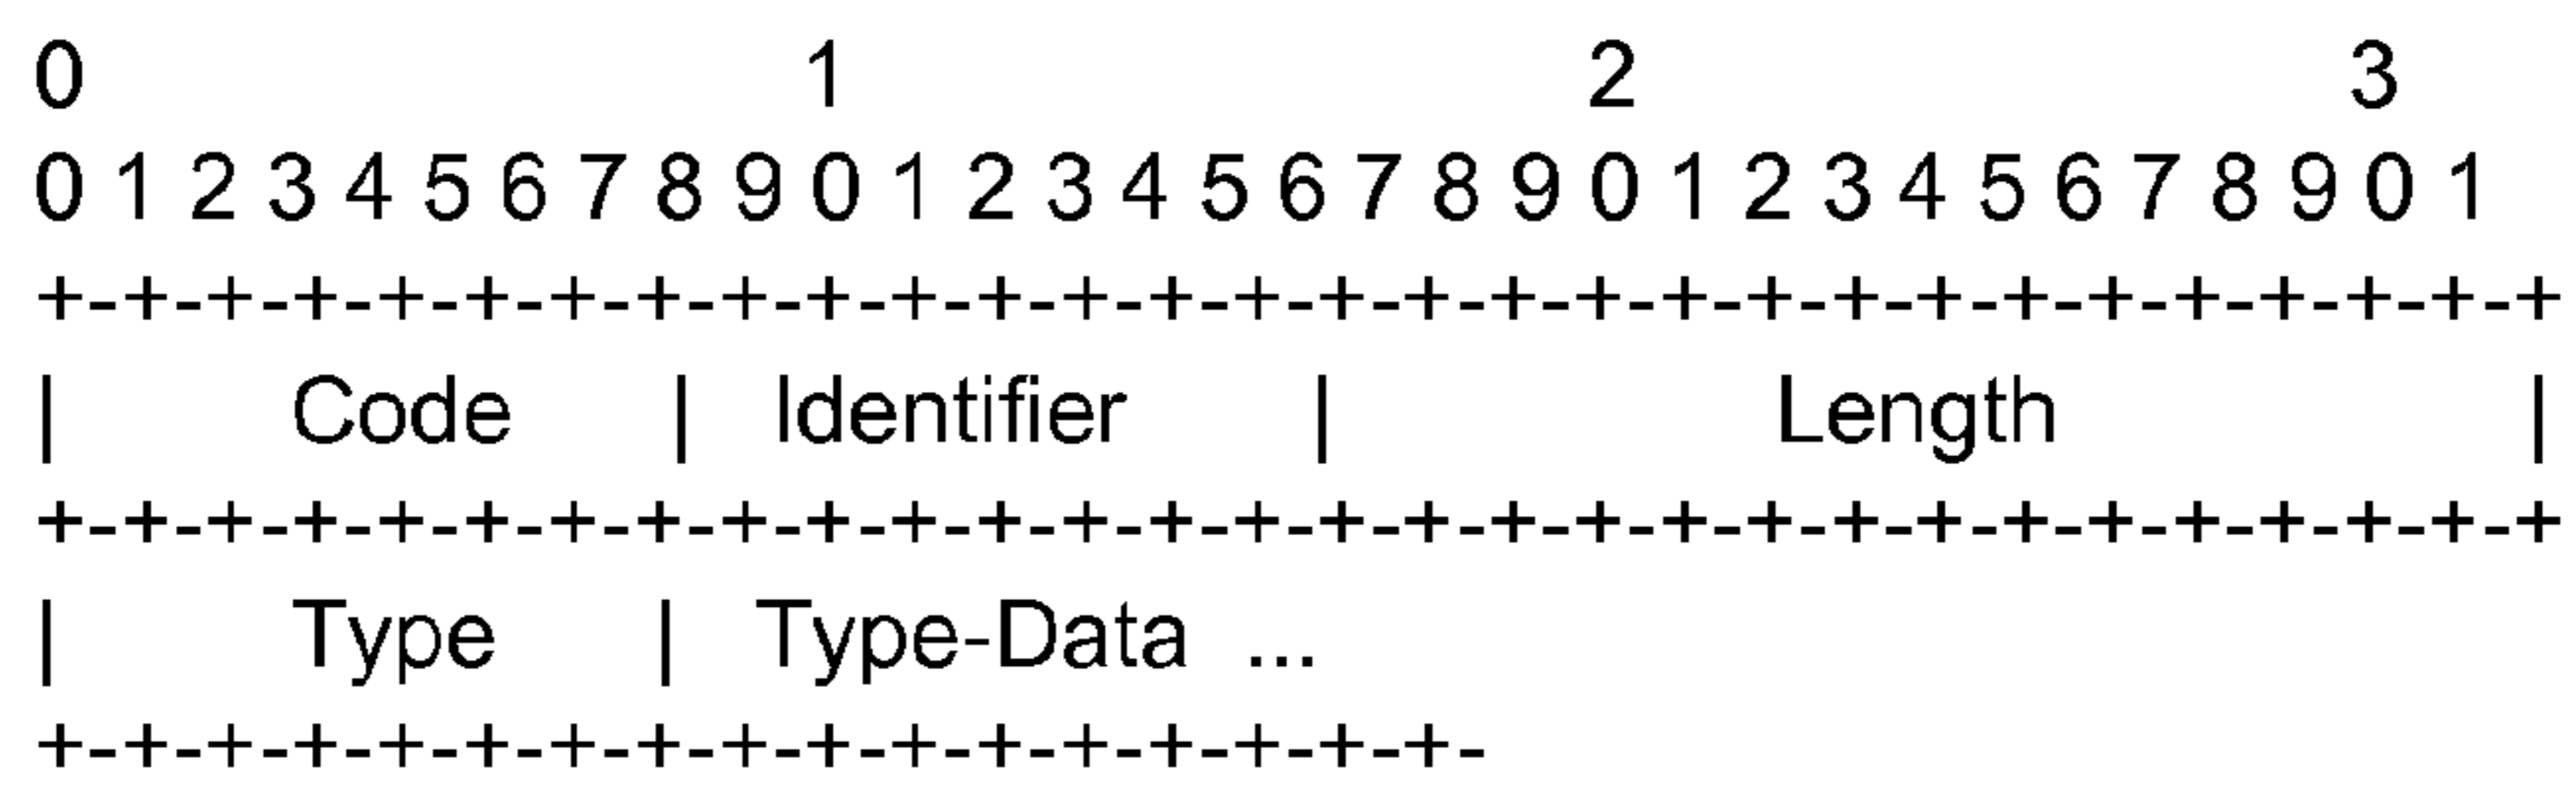 0 1 2 3
0 1 2 3 4 5 6 7 8 9 0 1 2 3 4 5 6 7 8 9 0 1 2 3 4 5 6 7 8 9 0 1
+-+-+-+-+-+-+-+-+-+-+-+-+-+-+-+-+-+-+-+-+-+-+-+-+-+-+-+-+-+
| Code | Identifier | Length |
+-+-+-+-+-+-+-+-+-+-+-+-+-+-+-+-+-+-+-+-+-+-+-+-+-+-+-+-+-+
| Type | Type-Data ...
+-+-+-+-+-+-+-+-+-+-+-+-+-+-+-+-+-